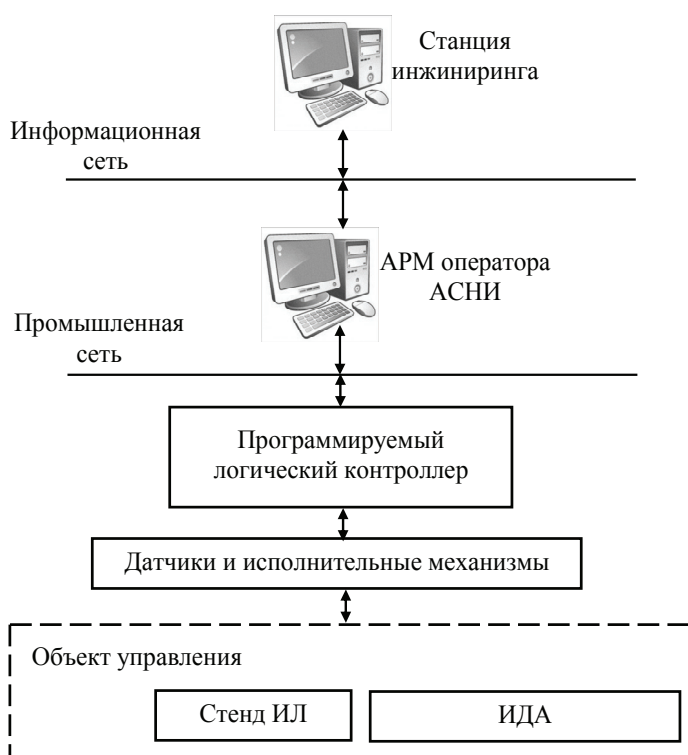 Станция
инжиниринга
Информационная
сеть
АРМ оператора
АСНИ
Промышленная
сеть
Программируемый
логический контроллер
Датчики и исполнительные механизмы
Объект управления
Стенд ИЛ
ИДА